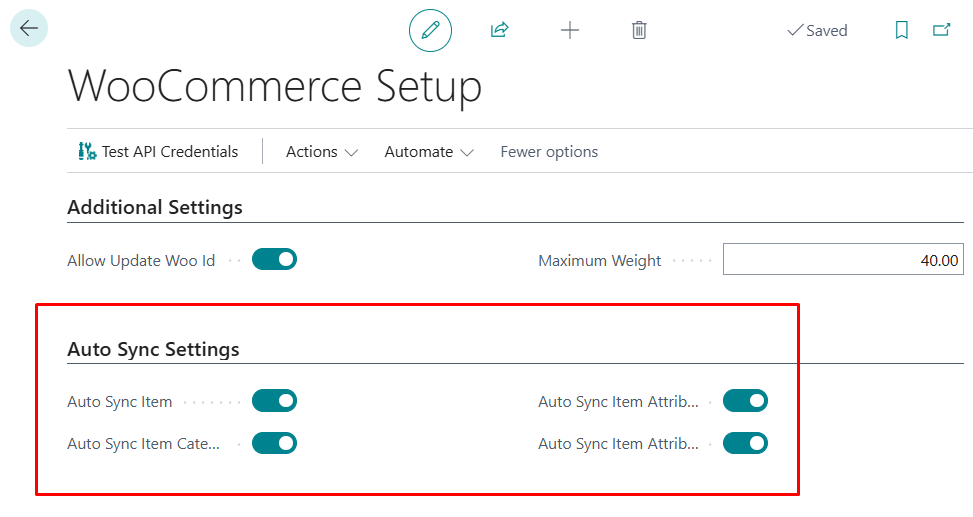 Saved
WooCommerce Setup
Test API Credentials Actions Automate Fewer options
Additional Settings
Allow Update Woo Id Maximum Weight 40.00
Auto Sync Settings
Auto Sync Item Auto Sync Item Attrib...
Auto Sync Item Cate... Auto Sync Item Attrib...